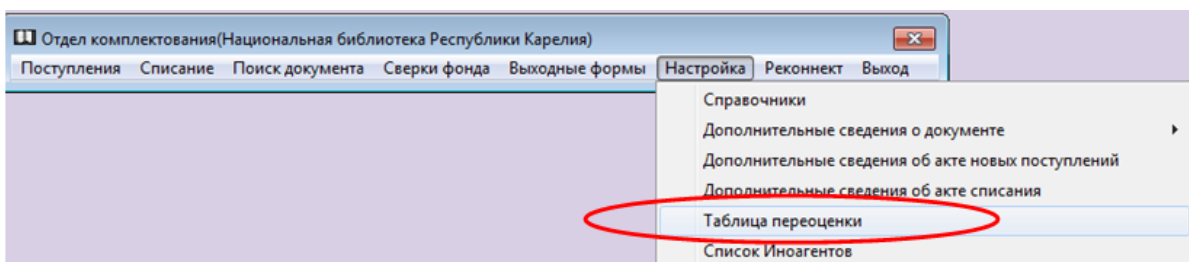 Отдел комплектования(Национальная библиотека Республики Карелия)
Поступления Списание Поиск документа Сверки фонда Выходные формы Настройка Реконнект Выход
Справочники
Дополнительные сведения о документе
Дополнительные сведения об акте новых поступлений
Дополнительные сведения об акте списания
Таблица переоценки
Список Иноагентов